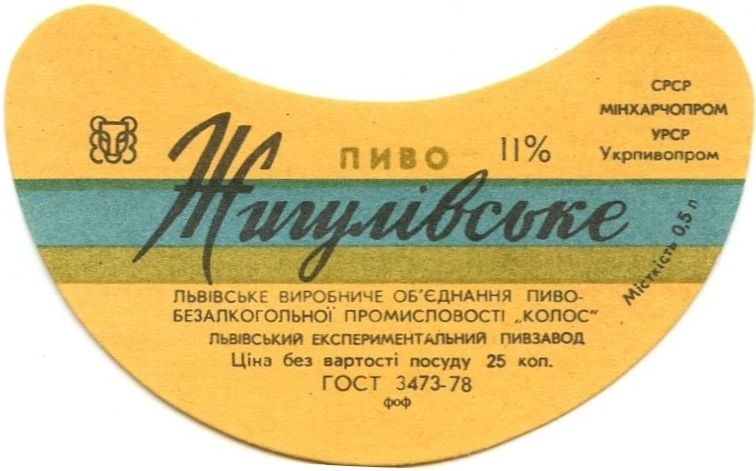 СРСР
МІНХАРЧОПРОМ
УРСР
Укрпивопром
ПИВО 11%
Жигулівське
Місткість 0,5 л
ЛЬВІВСЬКЕ ВИРОБНИЧЕ ОБ'ЄДНАННЯ ПИВО-
БЕЗАЛКОГОЛЬНОЇ ПРОМИСЛОВОСТІ „КОЛОС"
ЛЬВІВСЬКИЙ ЕКСПЕРИМЕНТАЛЬНИЙ ПИВЗАВОД
Ціна без вартості посуду 25 коп.
ГОСТ 3473-78
фоф